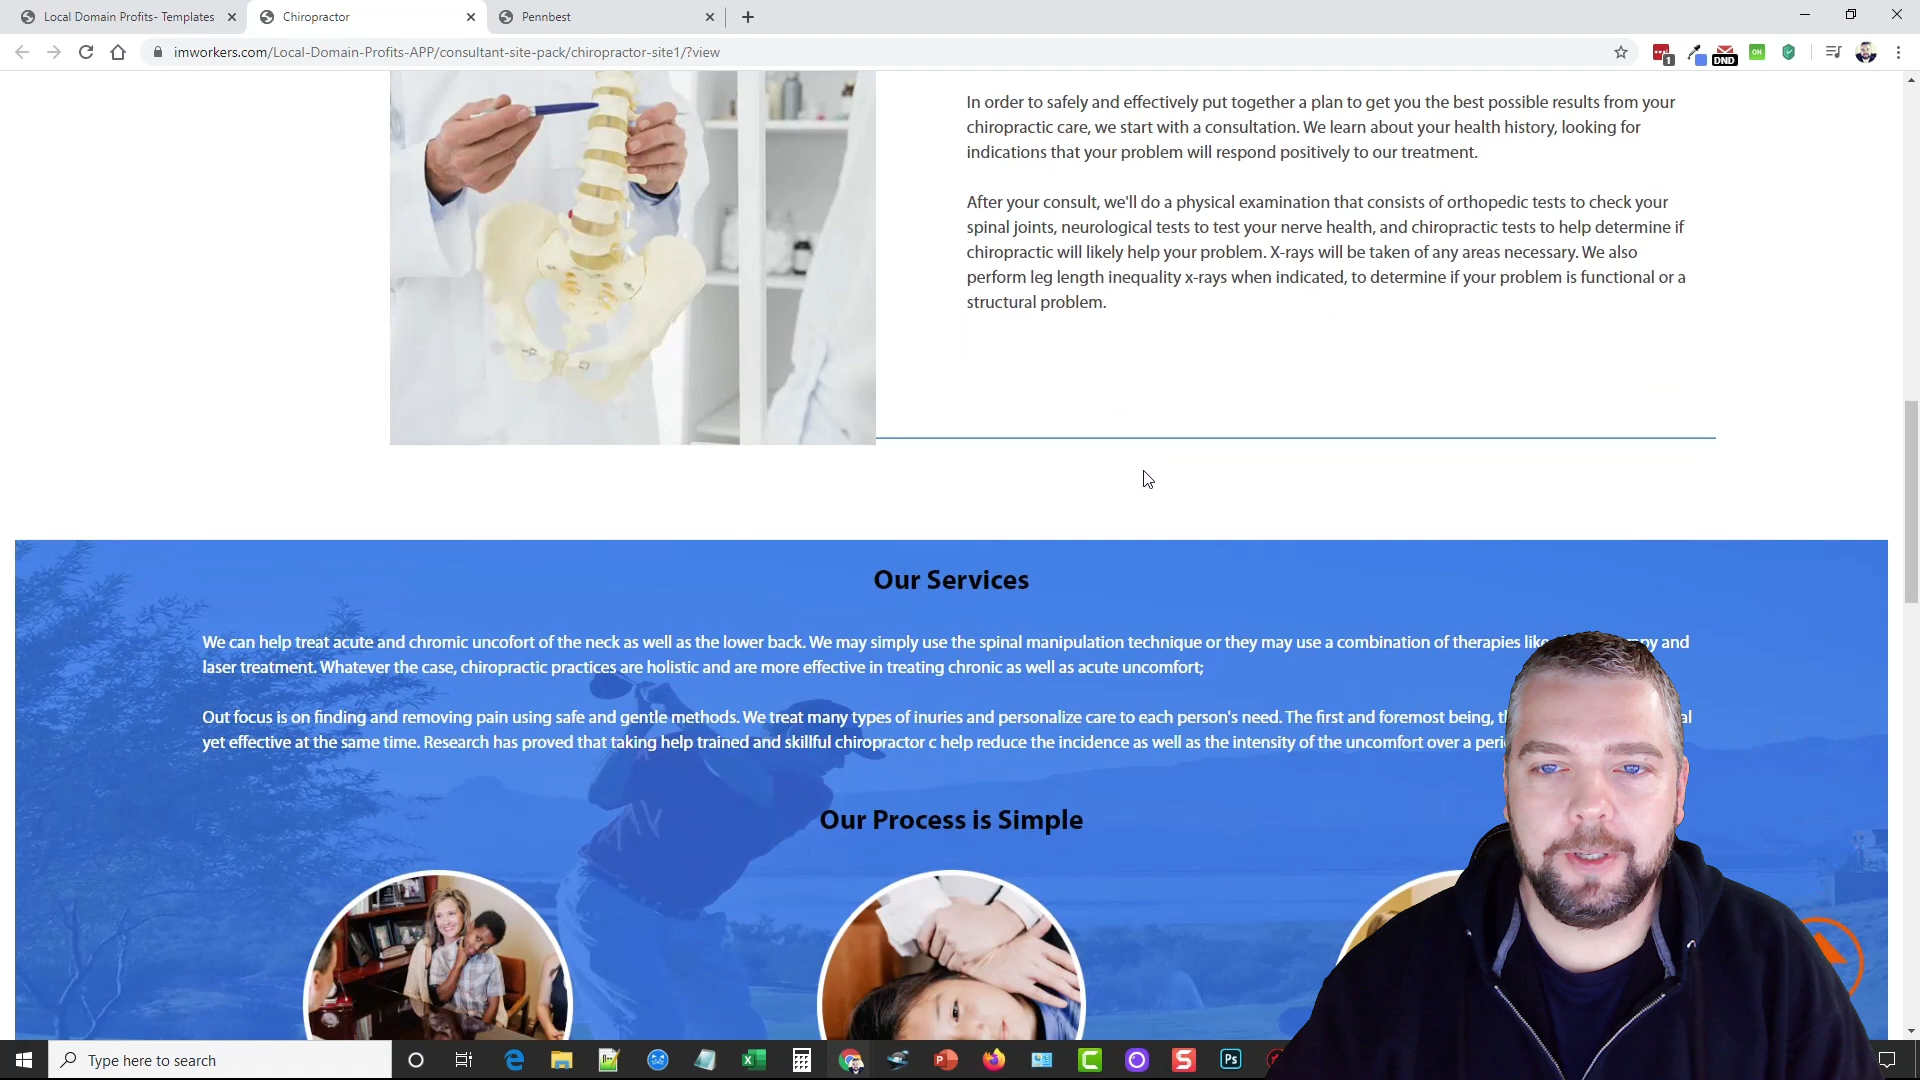 Local Domain Profits- Templates
Chiropractor
Pennbest
imworkers.com/Local-Domain-Profits-APP/consultant-site-pack/chiropractor-site1/?view
1
DND
ON
In order to safely and effectively put together a plan to get you the best possible results from your
chiropractic care, we start with a consultation. We learn about your health history, looking for
indications that your problem will respond positively to our treatment.
After your consult, we'll do a physical examination that consists of orthopedic tests to check your
spinal joints, neurological tests to test your nerve health, and chiropractic tests to help determine if
chiropractic will likely help your problem. X-rays will be taken of any areas necessary. We also
perform leg length inequality x-rays when indicated, to determine if your problem is functional or a
structural problem.
Our Services
We can help treat acute and chromic uncofort of the neck as well as the lower back. We may simply use the spinal manipulation technique or they may use a combination of therapies like and
laser treatment. Whatever the case, chiropractic practices are holistic and are more effective in treating chronic as well as acute uncomfort;
Out focus is on finding and removing pain using safe and gentle methods. We treat many types of inuries and personalize care to each person's need. The first and foremost being,
yet effective at the same time. Research has proved that taking help trained and skillful chiropractor c help reduce the incidence as well as the intensity of the uncomfort over a
Our Process is Simple
Type here to search
Ps